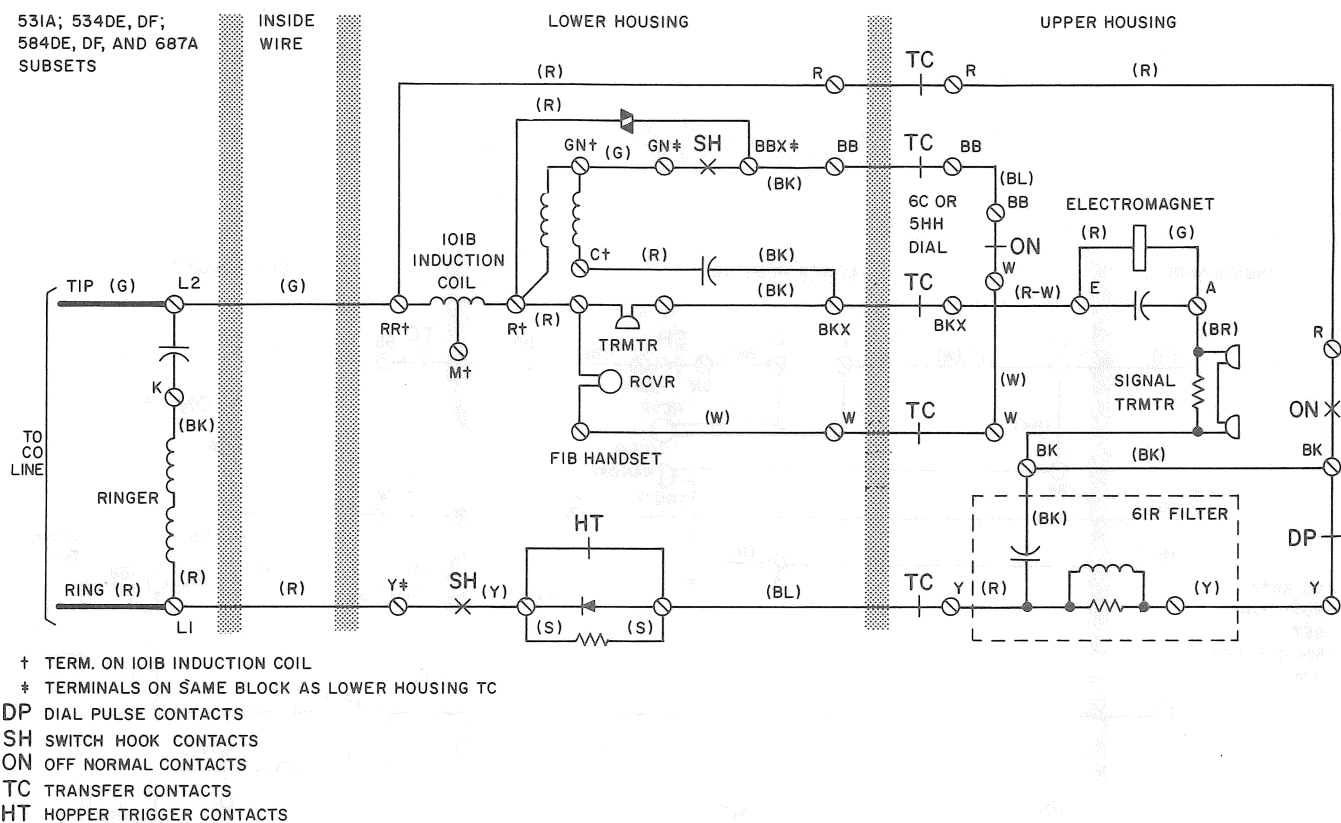 531A; 534DE, DF;
584DE, DF, AND 687A
SUBSETS
INSIDE
WIRE
LOWER HOUSING
UPPER HOUSING
(R)
R
TC
R
(R)
(R)
GN†
(G)
GN‡
SH
BBX‡
(BK)
BB
TC
BB
(BL)
BB
6C OR
5HH
DIAL
ON
W
ELECTROMAGNET
(R)
(G)
101B
INDUCTION
COIL
C†
(R)
(BK)
TIP (G)
L2
(G)
RR†
M†
R†
(R)
TRMTR
(BK)
BKX
TC
BKX
(R-W)
E
A
(BR)
R
K
(BK)
RCVR
(W)
SIGNAL
TRMTR
ON
(W)
W
TC
W
F1B HANDSET
TO
CO
LINE
RINGER
BK
(BK)
BK
61R FILTER
(BK)
DP
HT
RING (R)
(R)
L1
(R)
Y‡
SH
(Y)
(S)
(S)
(BL)
TC
Y
(R)
(Y)
Y
† TERM. ON 101B INDUCTION COIL
‡ TERMINALS ON SAME BLOCK AS LOWER HOUSING TC
DP DIAL PULSE CONTACTS
SH SWITCH HOOK CONTACTS
ON OFF NORMAL CONTACTS
TC TRANSFER CONTACTS
HT HOPPER TRIGGER CONTACTS